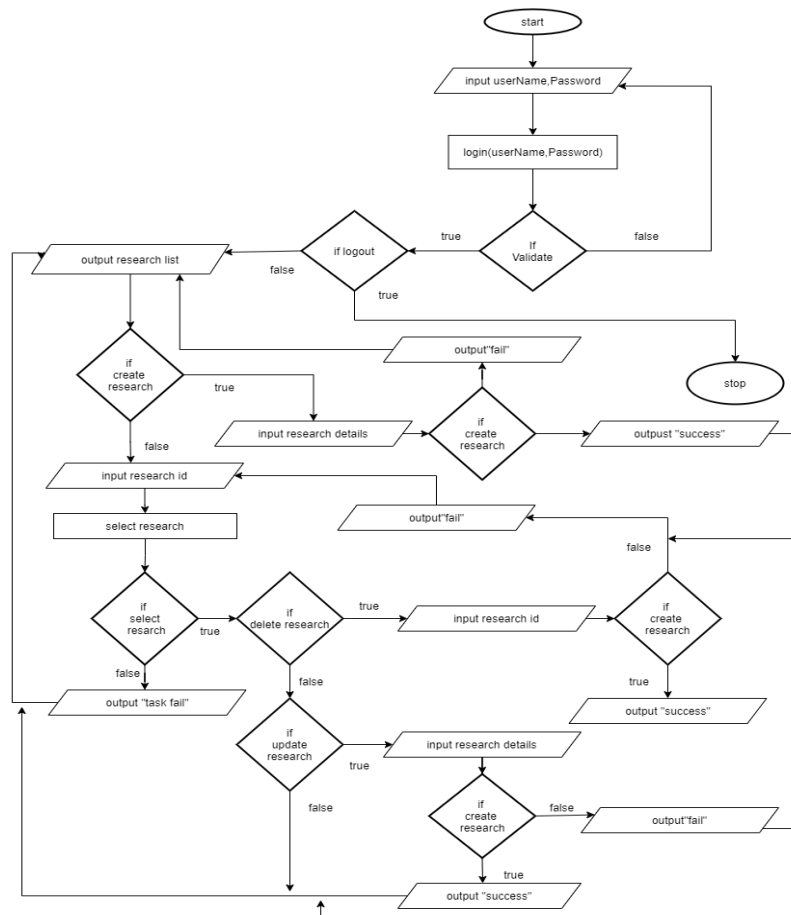 start
input userName,Password
login(userName,Password)
If
Validate
true
false
if logout
false
true
output research list
stop
if
create
research
true
false
input research details
if
create
research
output"fail"
outpust "success"
input research id
select research
output"fail"
if
select
resarch
true
false
output "task fail"
if
delete research
true
false
input research id
if
create
research
false
true
output "success"
if
update
research
true
false
input research details
if
create
research
false
true
output"fail"
output "success"